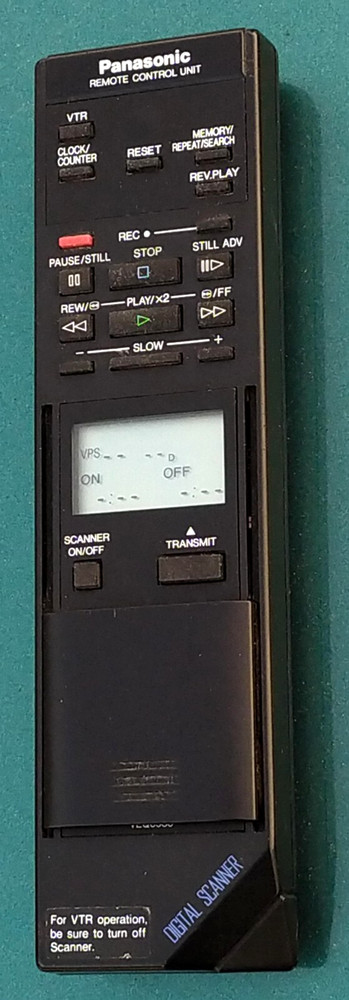 Panasonic
REMOTE CONTROL UNIT
VTR
CLOCK/
COUNTER
RESET
MEMORY/
REPEAT/SEARCH
REV.PLAY
REC ●
PAUSE/STILL
STOP
STILL ADV
REW/
PLAY/x2
/FF
- SLOW +
VPS -- --D
ON OFF
-:-- -:--
SCANNER
ON/OFF
▲
TRANSMIT
DIGITAL SCANNER
For VTR operation,
be sure to turn off
Scanner.